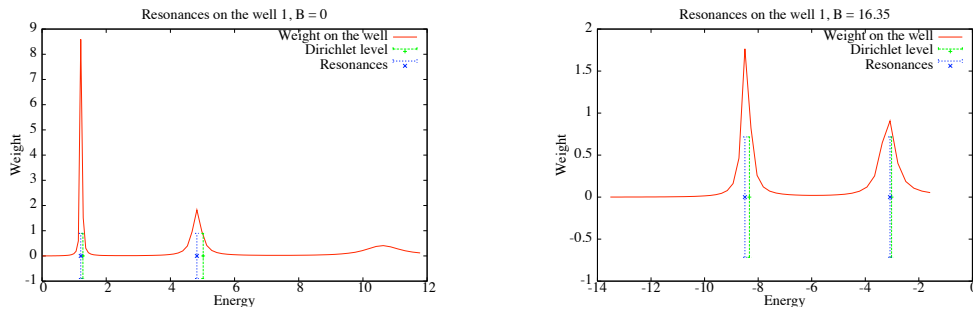 Resonances on the well 1, B = 0
Weight on the well
Dirichlet level
Resonances
Weight
9
8
7
6
5
4
3
2
1
0
-1
0 2 4 6 8 10 12
Energy
Resonances on the well 1, B = 16.35
Weight on the well
Dirichlet level
Resonances
Weight
2
1.5
1
0.5
0
-0.5
-1
-14 -12 -10 -8 -6 -4 -2 0
Energy